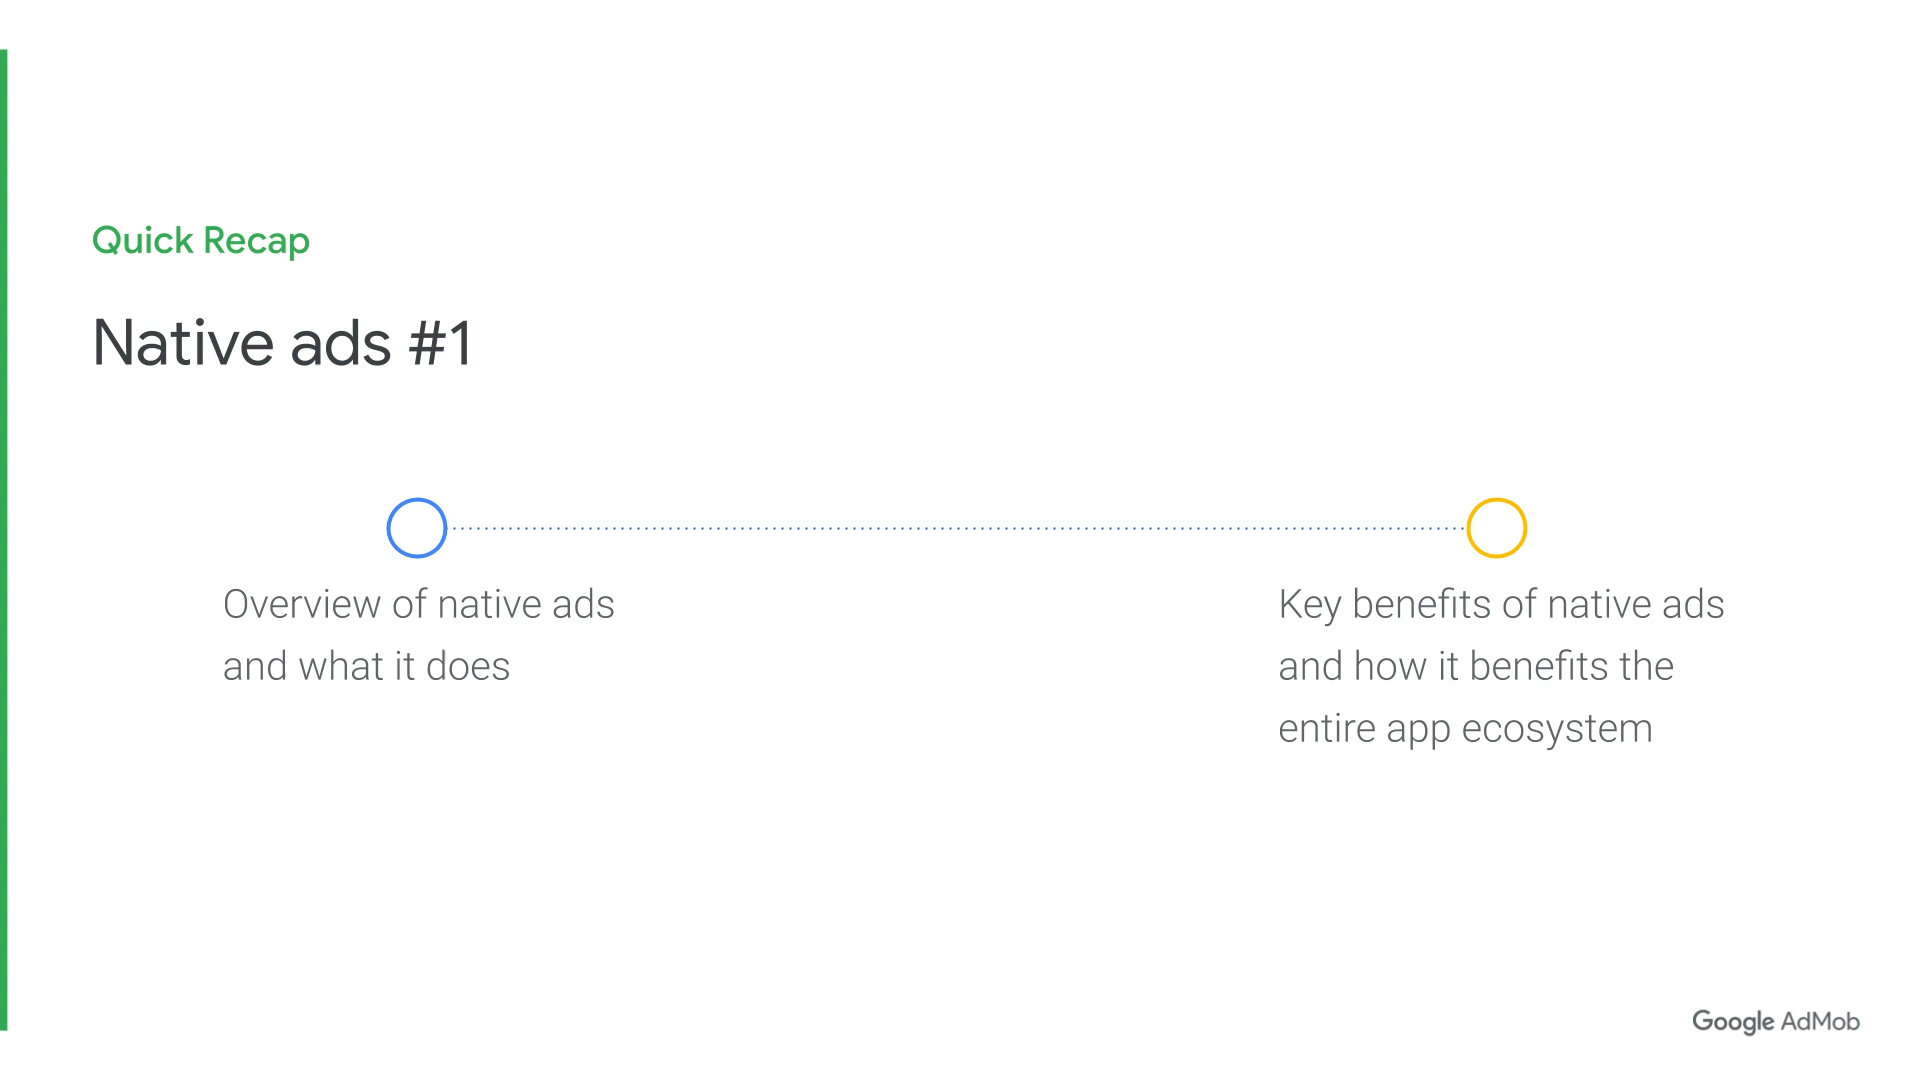 Quick Recap
Native ads #1
Overview of native ads
and what it does
Key benefits of native ads
and how it benefits the
entire app ecosystem
Google AdMob